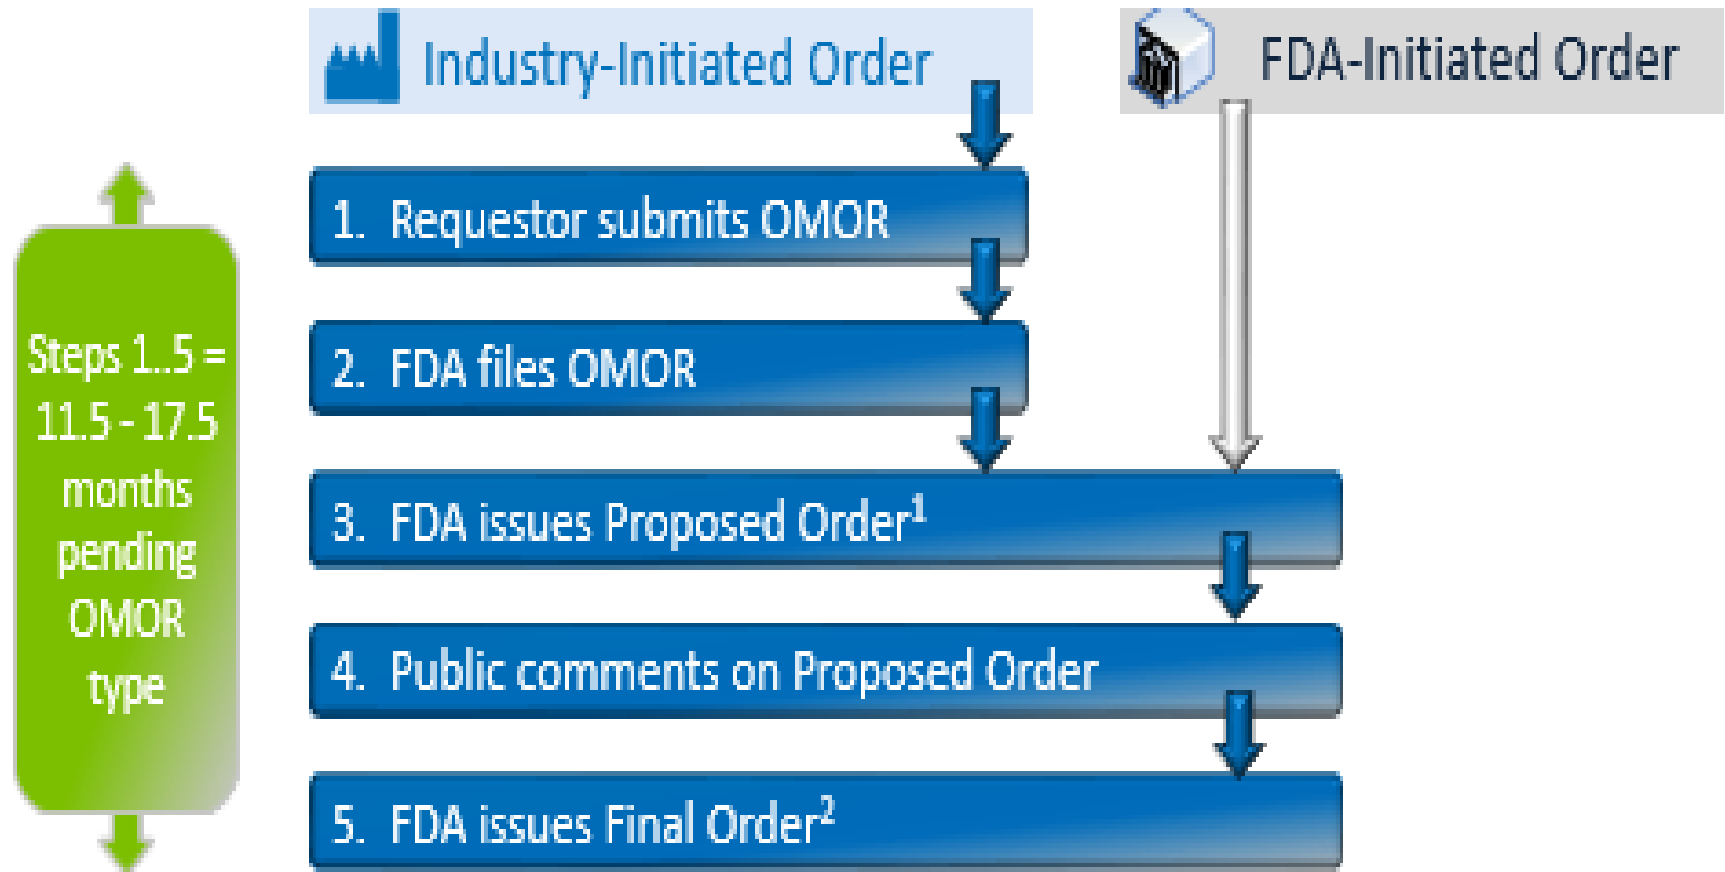 Industry-Initiated Order
FDA-Initiated Order
1. Requestor submits OMOR
2. FDA files OMOR
3. FDA issues Proposed Order¹
4. Public comments on Proposed Order
5. FDA issues Final Order²
Steps 1..5 =
11.5 - 17.5
months
pending
OMOR
type